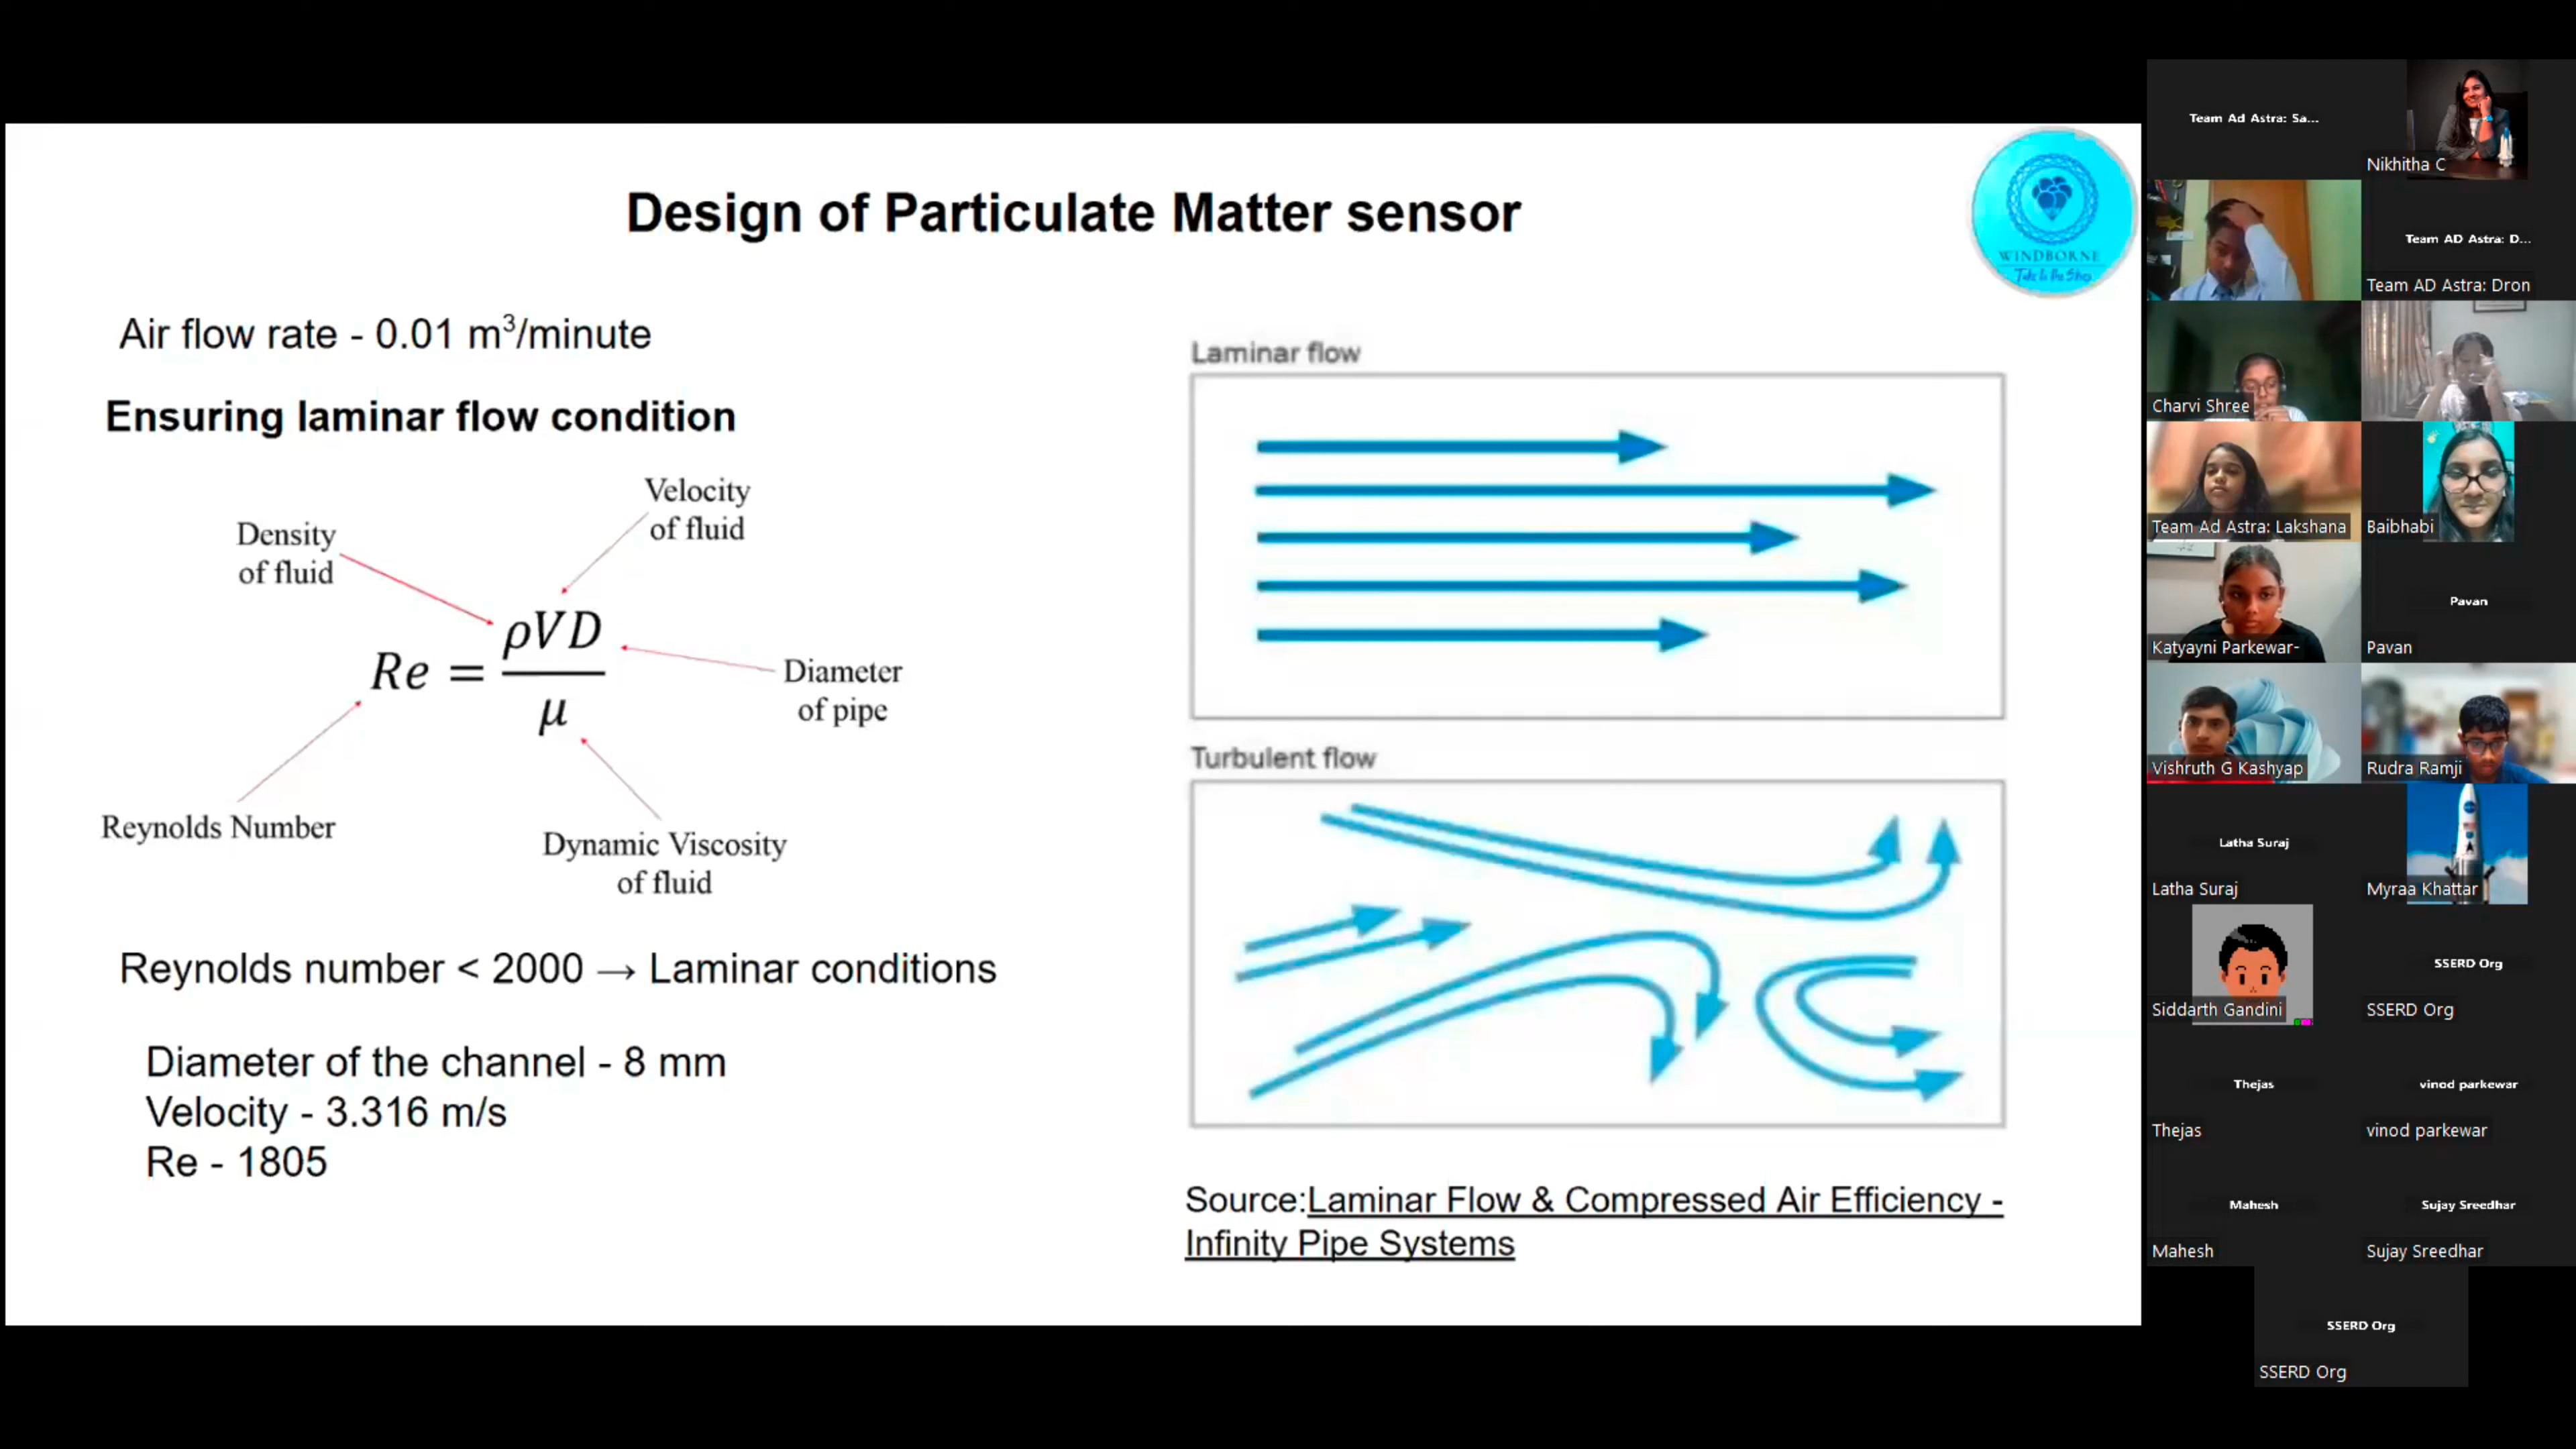 Design of Particulate Matter sensor
WINDBORNE
Air flow rate - 0.01 m³/minute
Ensuring laminar flow condition
Density
of fluid
Velocity
of fluid
Re = ρVD
μ
Diameter
of pipe
Reynolds Number
Dynamic Viscosity
of fluid
Reynolds number < 2000 → Laminar conditions
Diameter of the channel - 8 mm
Velocity - 3.316 m/s
Re - 1805
Laminar flow
Turbulent flow
Source:Laminar Flow & Compressed Air Efficiency -
Infinity Pipe Systems
Team Ad Astra: Sa...
Nikhitha C
Team AD Astra: D...
Team AD Astra: Dron
Charvi Shree
Team Ad Astra: Lakshana
Baibhabi
Katyayni Parkewar-
Pavan
Pavan
Vishruth G Kashyap
Rudra Ramji
Latha Suraj
Latha Suraj
Myraa Khattar
Siddarth Gandini
SSERD Org
SSERD Org
Thejas
Thejas
vinod parkewar
vinod parkewar
Mahesh
Mahesh
Sujay Sreedhar
Sujay Sreedhar
SSERD Org
SSERD Org